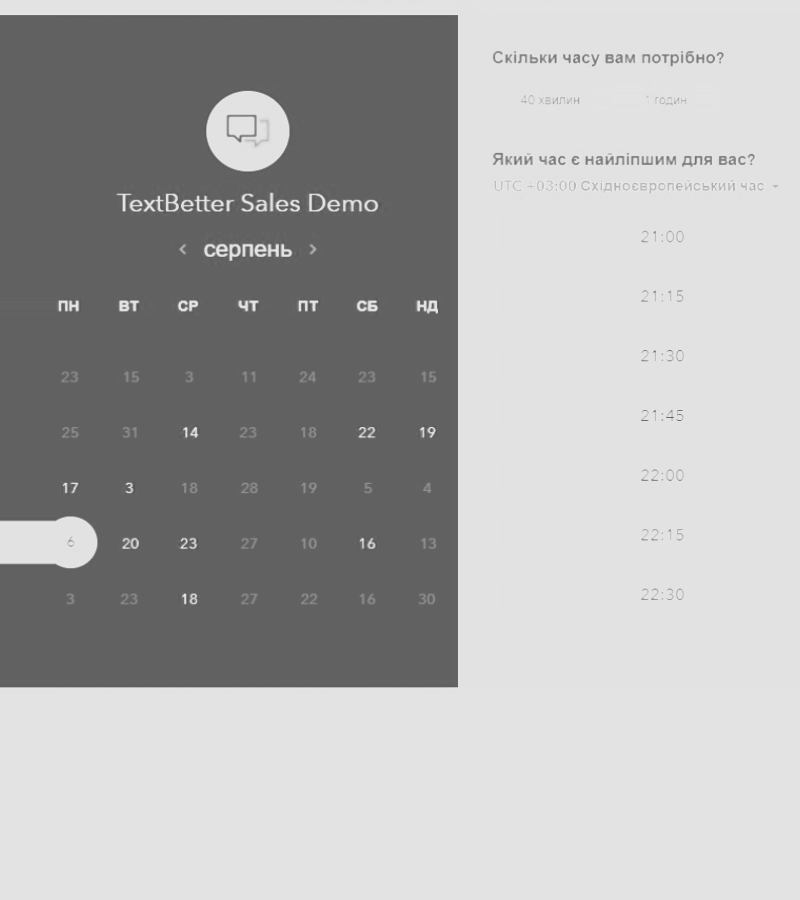 TextBetter Sales Demo
< серпень >
ПН ВТ СР ЧТ ПТ СБ НД
23 15 3 11 24 23 15
25 31 14 23 18 22 19
17 3 18 28 19 5 4
6 20 23 27 10 16 13
3 23 18 27 22 16 30
Скільки часу вам потрібно?
40 хвилин 1 годин
Який час є найліпшим для вас?
UTC +03:00 Східноєвропейський час
21:00
21:15
21:30
21:45
22:00
22:15
22:30